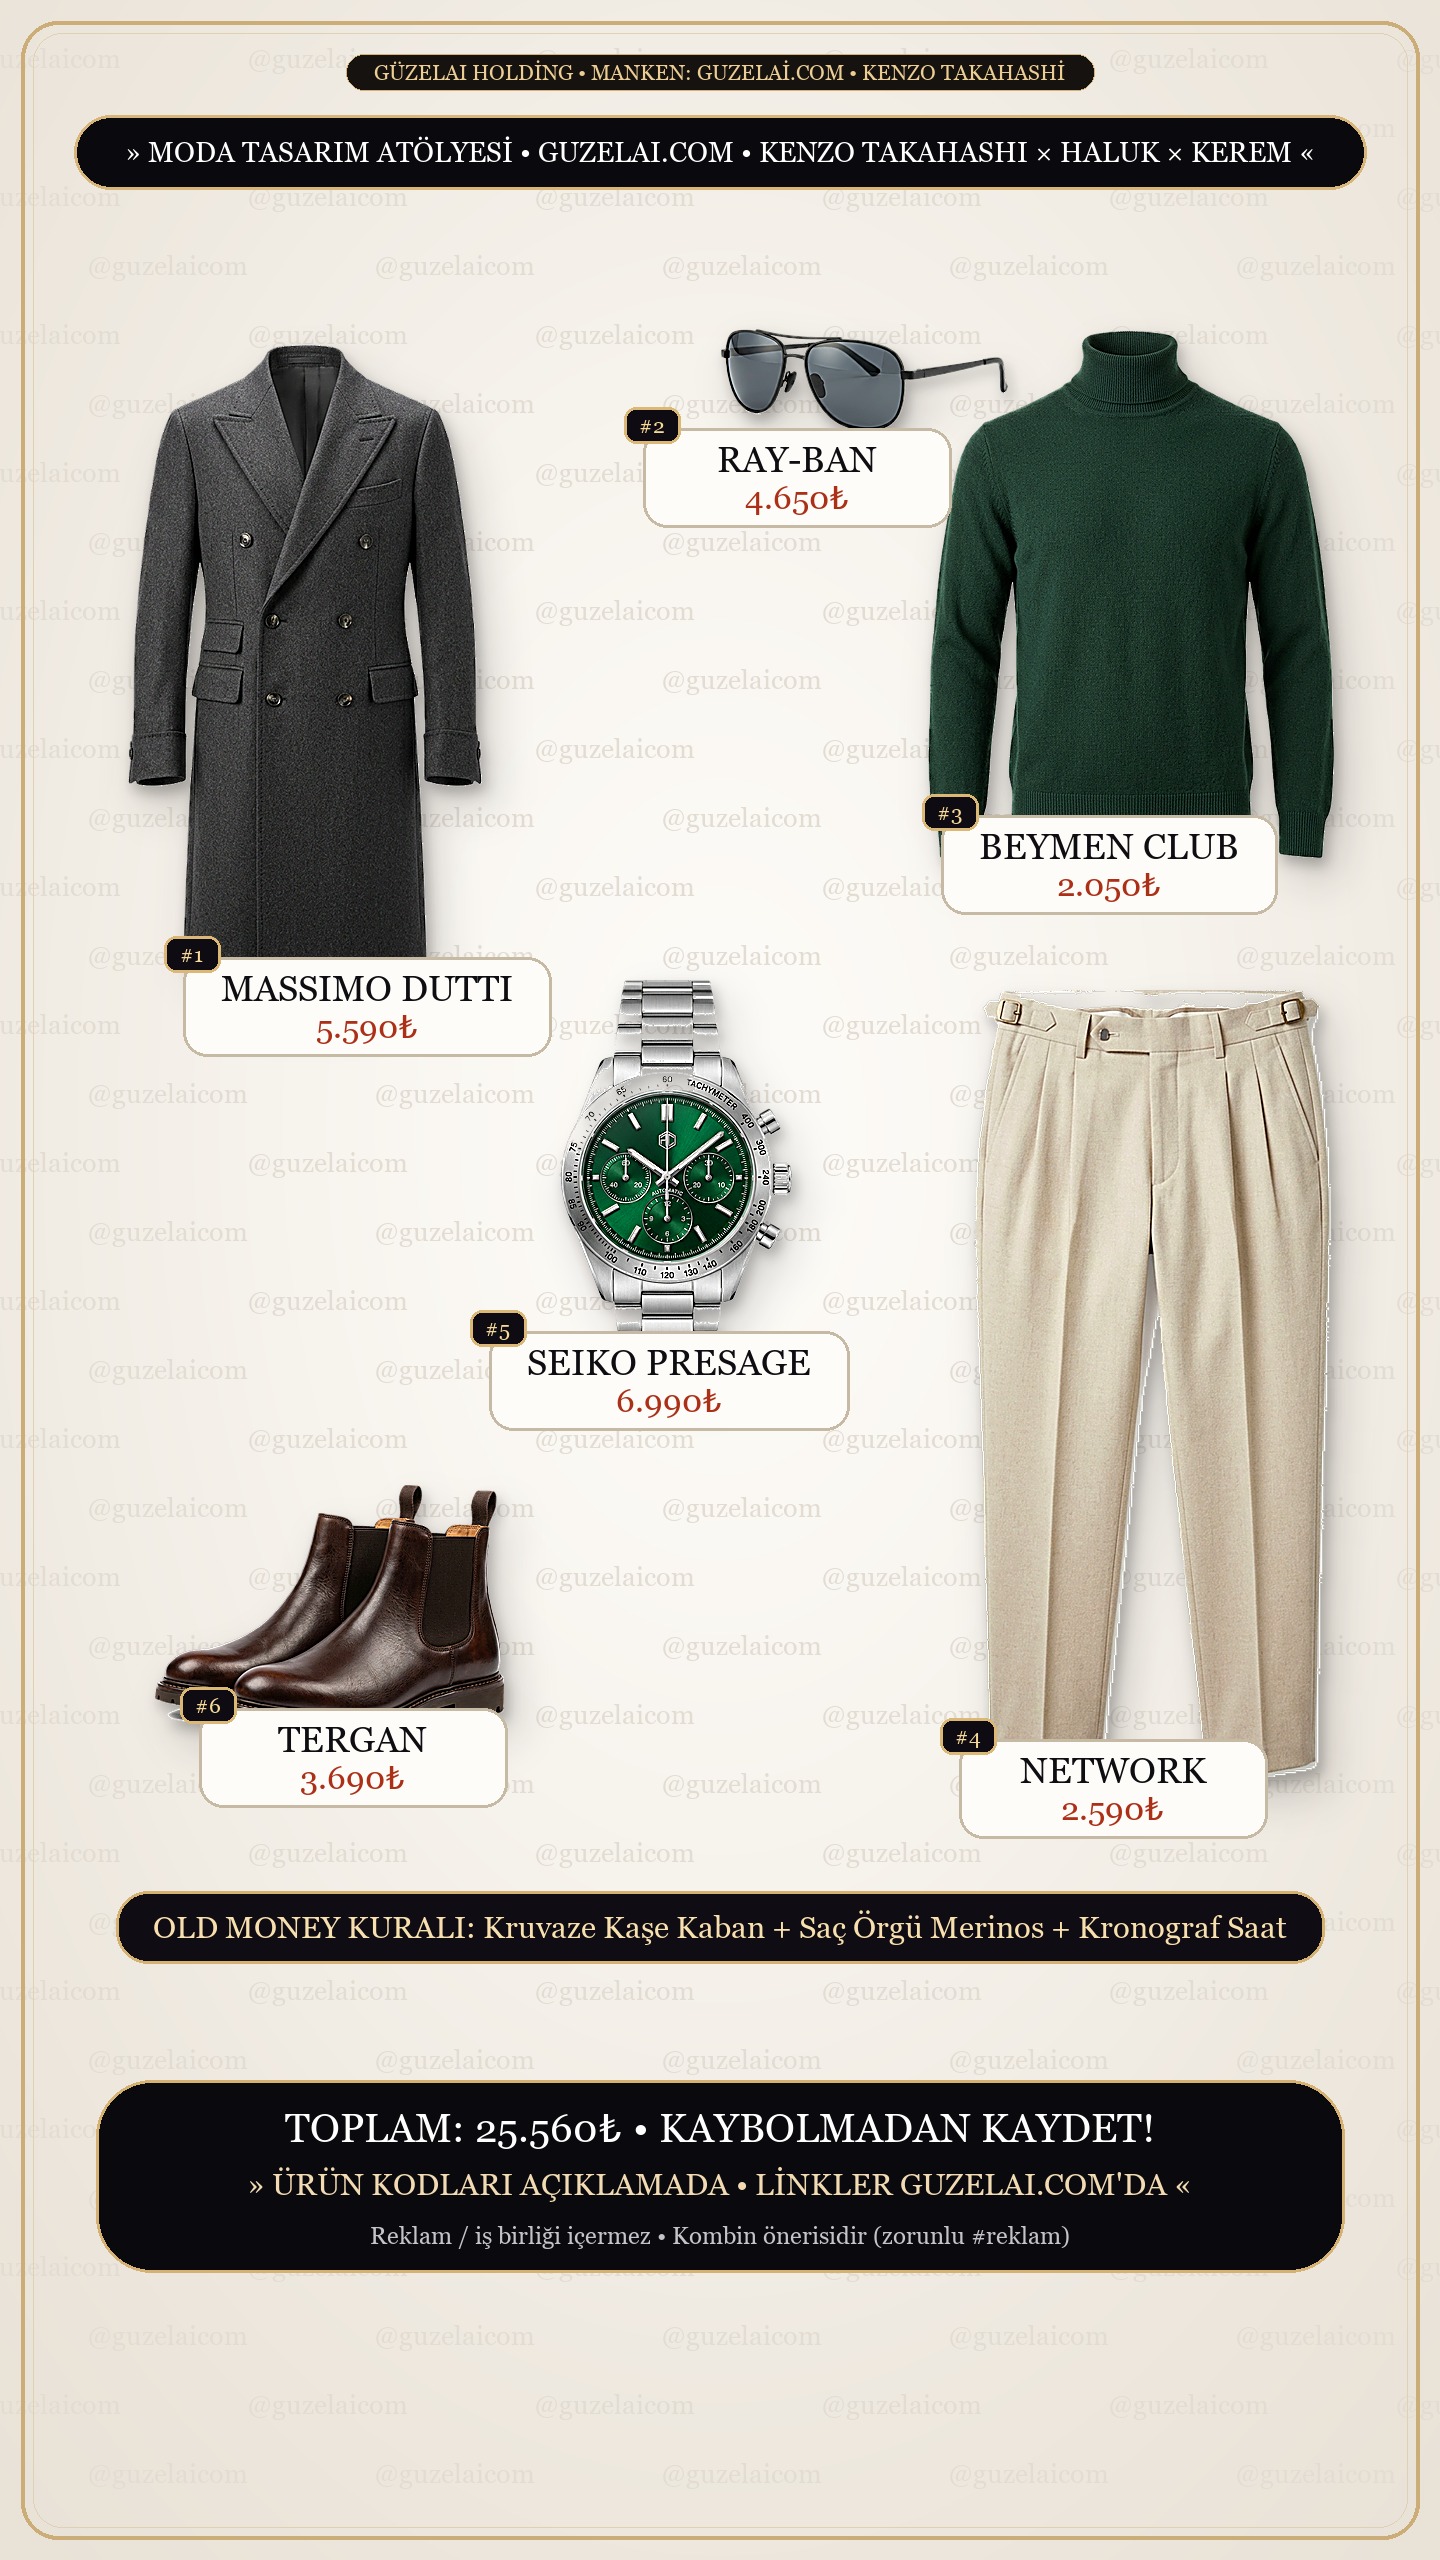 GÜZELAI HOLDİNG • MANKEN: GUZELAİ.COM • KENZO TAKAHASHİ
» MODA TASARIM ATÖLYESİ • GUZELAI.COM • KENZO TAKAHASHI × HALUK × KEREM «
#2
RAY-BAN
4.650₺
#3
BEYMEN CLUB
2.050₺
#1
MASSIMO DUTTI
5.590₺
#5
SEIKO PRESAGE
6.990₺
#6
TERGAN
3.690₺
#4
NETWORK
2.590₺
OLD MONEY KURALI: Kruvaze Kaşe Kaban + Saç Örgü Merinos + Kronograf Saat
TOPLAM: 25.560₺ • KAYBOLMADAN KAYDET!
» ÜRÜN KODLARI AÇIKLAMADA • LİNKLER GUZELAI.COM'DA «
Reklam / iş birliği içermez • Kombin önerisidir (zorunlu #reklam)
@guzelaicom
TACHYMETER
AUTOMATIC